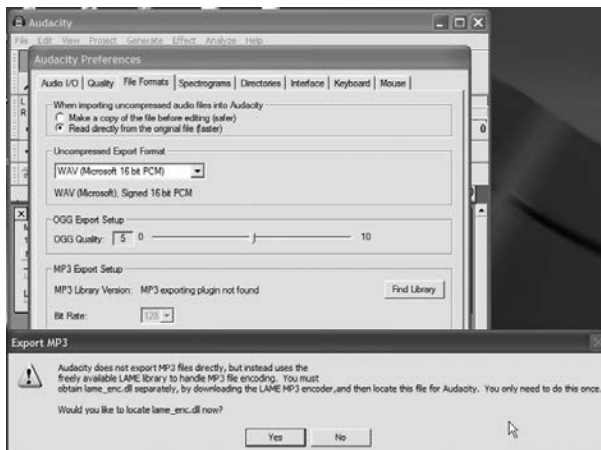 Audacity
File Edit View Project Generate Effect Analyze Help
Audacity Preferences
Audio I/O Quality File Formats Spectrograms Directories Interface Keyboard Mouse
When importing uncompressed audio files into Audacity
Make a copy of the file before editing (safer)
Read directly from the original file (faster)
0
Uncompressed Export Format
WAV (Microsoft 16 bit PCM)
WAV (Microsoft), Signed 16 bit PCM
OGG Export Setup
OGG Quality: 5 0 10
MP3 Export Setup
MP3 Library Version: MP3 exporting plugin not found Find Library
Bit Rate: 128
Export MP3
Audacity does not export MP3 files directly, but instead uses the
freely available LAME library to handle MP3 file encoding. You must
obtain lame_enc.dll separately, by downloading the LAME MP3 encoder,and then locate this file for Audacity. You only need to do this once.
Would you like to locate lame_enc.dll now?
Yes No